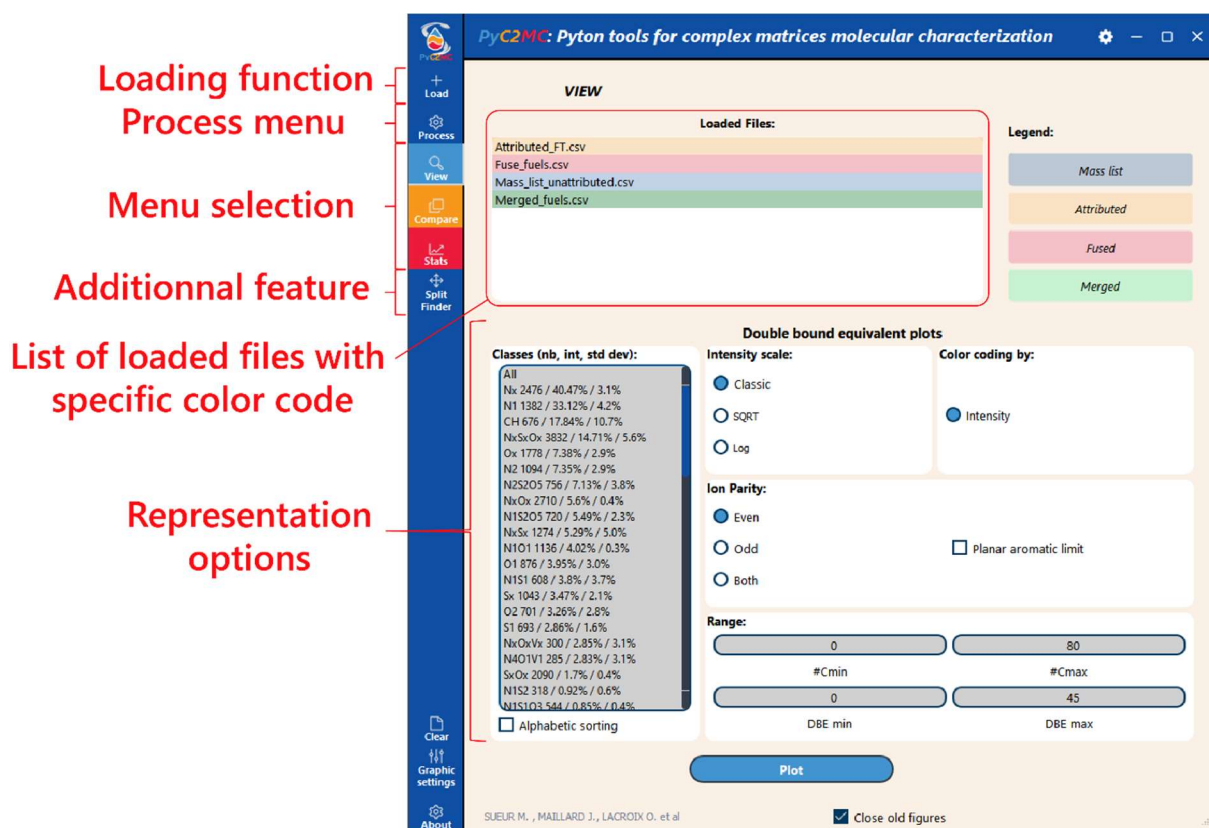 PyC2MC
PyC2MC: Pyton tools for complex matrices molecular characterization
Loading function
Process menu
Menu selection
Additionnal feature
List of loaded files with
specific color code
Representation
options
Load
Process
View
Compare
Stats
Split
Finder
Clear
Graphic
settings
About
VIEW
Loaded Files:
Attributed_FT.csv
Fuse_fuels.csv
Mass_list_unattributed.csv
Merged_fuels.csv
Legend:
Mass list
Attributed
Fused
Merged
Double bound equivalent plots
Classes (nb, int, std dev):
All
Nx 2476 / 40.47% / 3.1%
N1 1382 / 33.12% / 4.2%
CH 676 / 17.84% / 10.7%
NxSxOx 3832 / 14.71% / 5.6%
Ox 1778 / 7.38% / 2.9%
N2 1094 / 7.35% / 2.9%
N2S2O5 756 / 7.13% / 3.8%
NxOx 2710 / 5.6% / 0.4%
N1S2O5 720 / 5.49% / 2.3%
NxSx 1274 / 5.29% / 5.0%
N1O1 1136 / 4.02% / 0.3%
O1 876 / 3.95% / 3.0%
N1S1 608 / 3.8% / 3.7%
Sx 1043 / 3.47% / 2.1%
O2 701 / 3.26% / 2.8%
S1 693 / 2.86% / 1.6%
NxOxVx 300 / 2.85% / 3.1%
N4O1V1 285 / 2.83% / 3.1%
SxOx 2090 / 1.7% / 0.4%
N1S2 318 / 0.92% / 0.6%
N1S1O3 544 / 0.85% / 0.4%
Alphabetic sorting
Intensity scale:
Classic
SQRT
Log
Color coding by:
Intensity
Ion Parity:
Even
Odd
Both
Planar aromatic limit
Range:
0
80
#Cmin
#Cmax
0
45
DBE min
DBE max
Plot
SUEUR M. , MAILLARD J., LACROIX O. et al
Close old figures